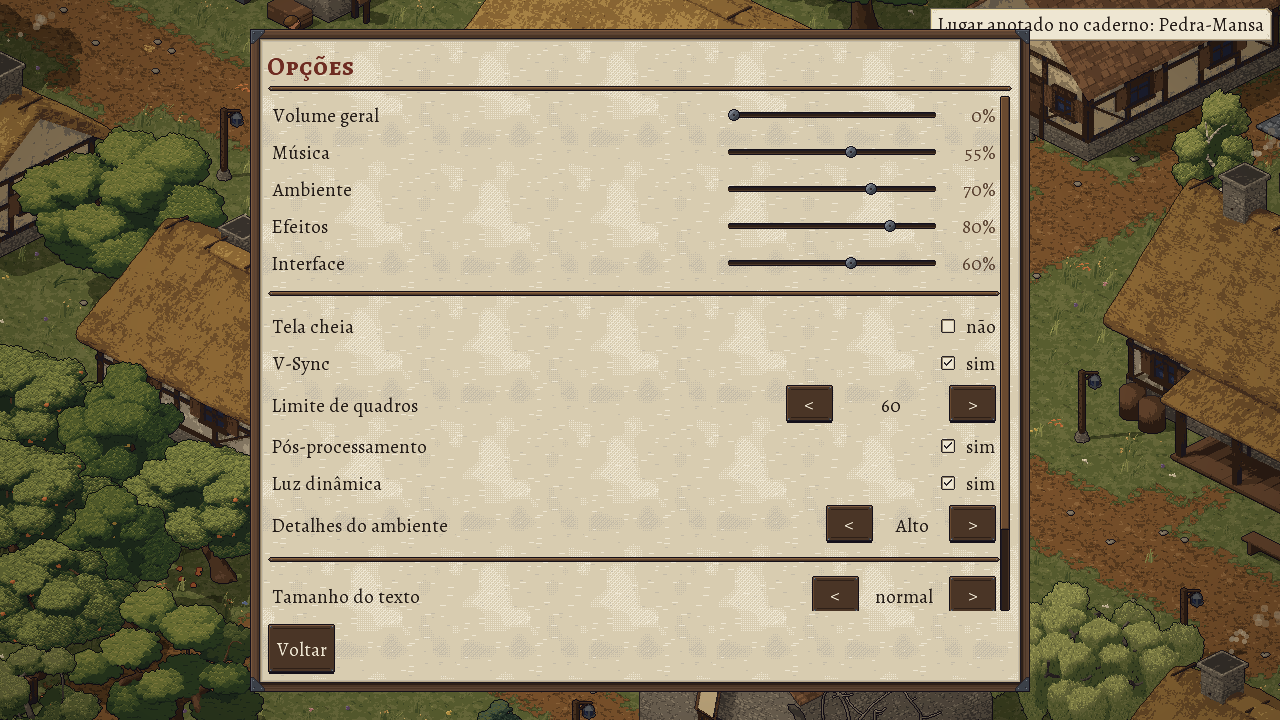 Lugar anotado no caderno: Pedra-Mansa
Opções
Volume geral 0%
Música 55%
Ambiente 70%
Efeitos 80%
Interface 60%
Tela cheia não
V-Sync sim
Limite de quadros < 60 >
Pós-processamento sim
Luz dinâmica sim
Detalhes do ambiente < Alto >
Tamanho do texto < normal >
Voltar